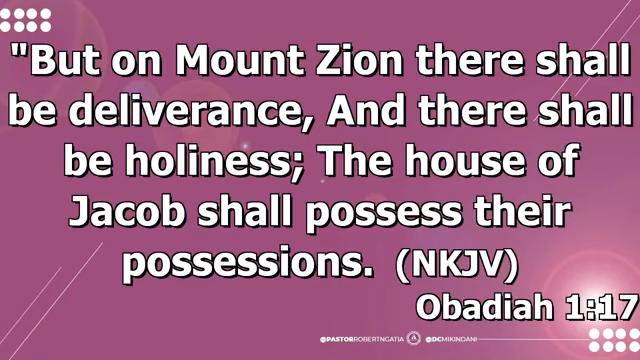 "But on Mount Zion there shall
be deliverance, And there shall
be holiness; The house of
Jacob shall possess their
possessions. (NKJV)
Obadiah 1:17
@PASTORROBERTNGATIA @DCMIKINDANI